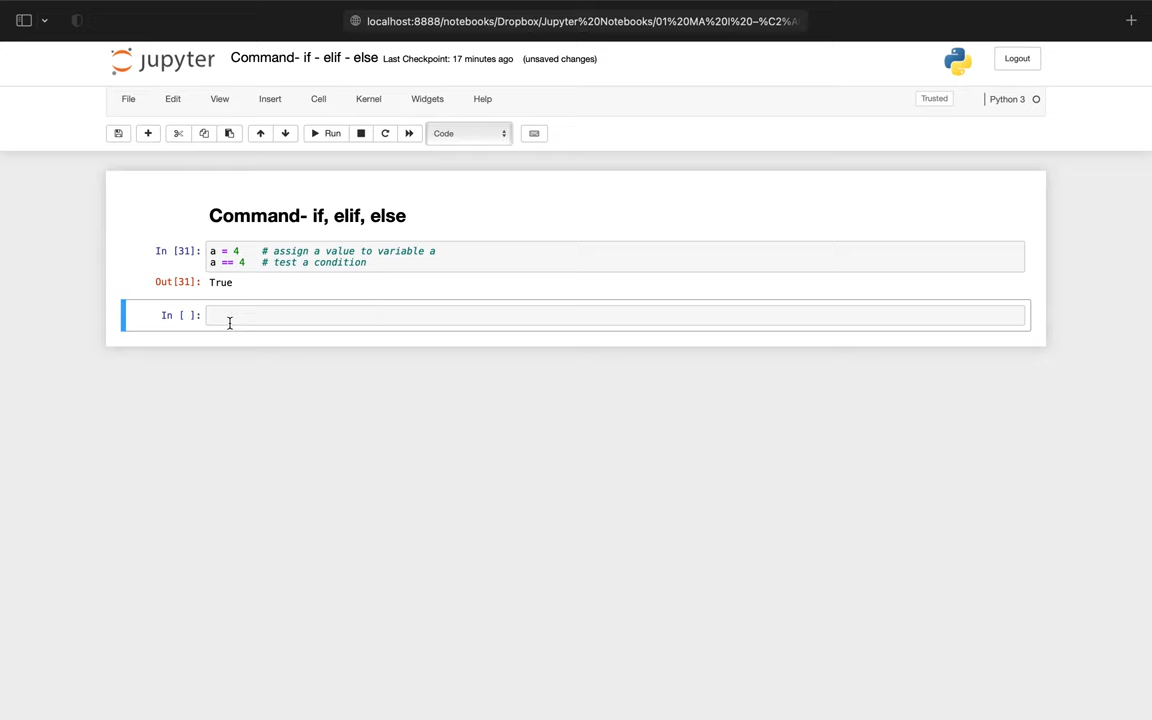 localhost:8888/notebooks/Dropbox/Jupyter%20Notebooks/01%20MA%20I%20–%C2%A
jupyter Command- if - elif - else Last Checkpoint: 17 minutes ago (unsaved changes) Logout
File Edit View Insert Cell Kernel Widgets Help Trusted Python 3
Run Code
Command- if, elif, else
In [31]: a = 4 # assign a value to variable a
a == 4 # test a condition
Out[31]: True
In [ ]: